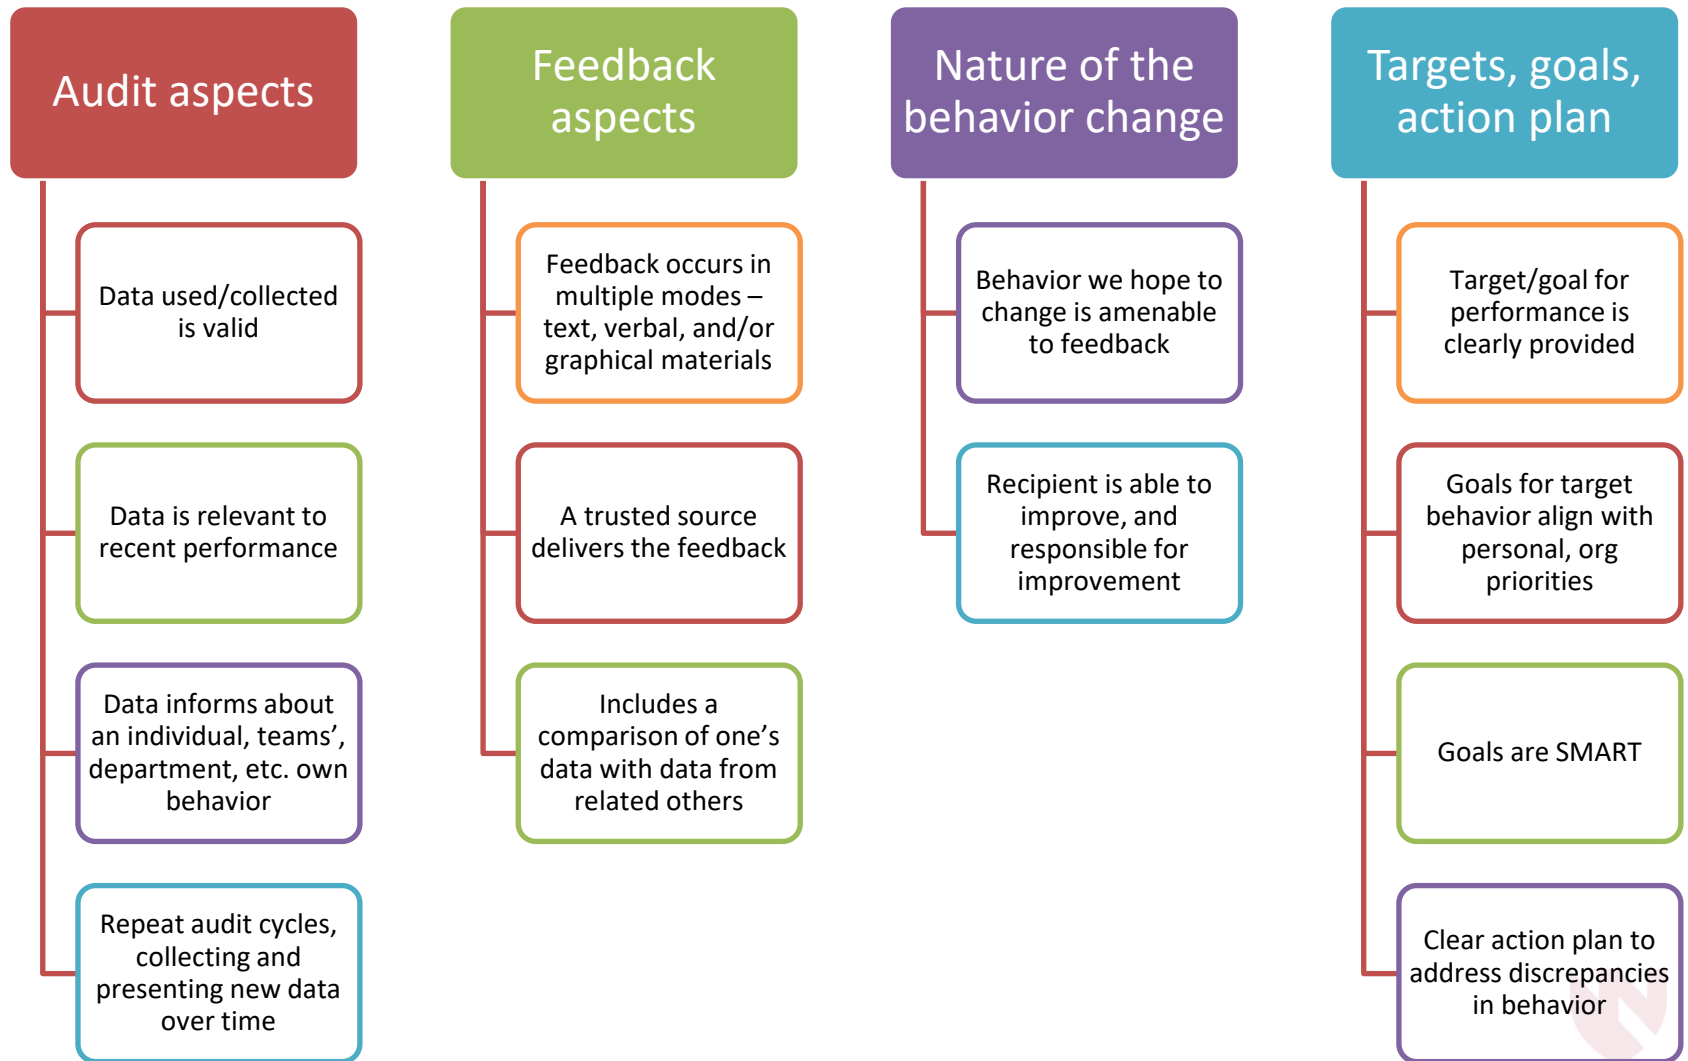 Audit aspects
Data used/collected
is valid
Data is relevant to
recent performance
Data informs about
an individual, teams’,
department, etc. own
behavior
Repeat audit cycles,
collecting and
presenting new data
over time
Feedback
aspects
Feedback occurs in
multiple modes –
text, verbal, and/or
graphical materials
A trusted source
delivers the feedback
Includes a
comparison of one’s
data with data from
related others
Nature of the
behavior change
Behavior we hope to
change is amenable
to feedback
Recipient is able to
improve, and
responsible for
improvement
Targets, goals,
action plan
Target/goal for
performance is
clearly provided
Goals for target
behavior align with
personal, org
priorities
Goals are SMART
Clear action plan to
address discrepancies
in behavior